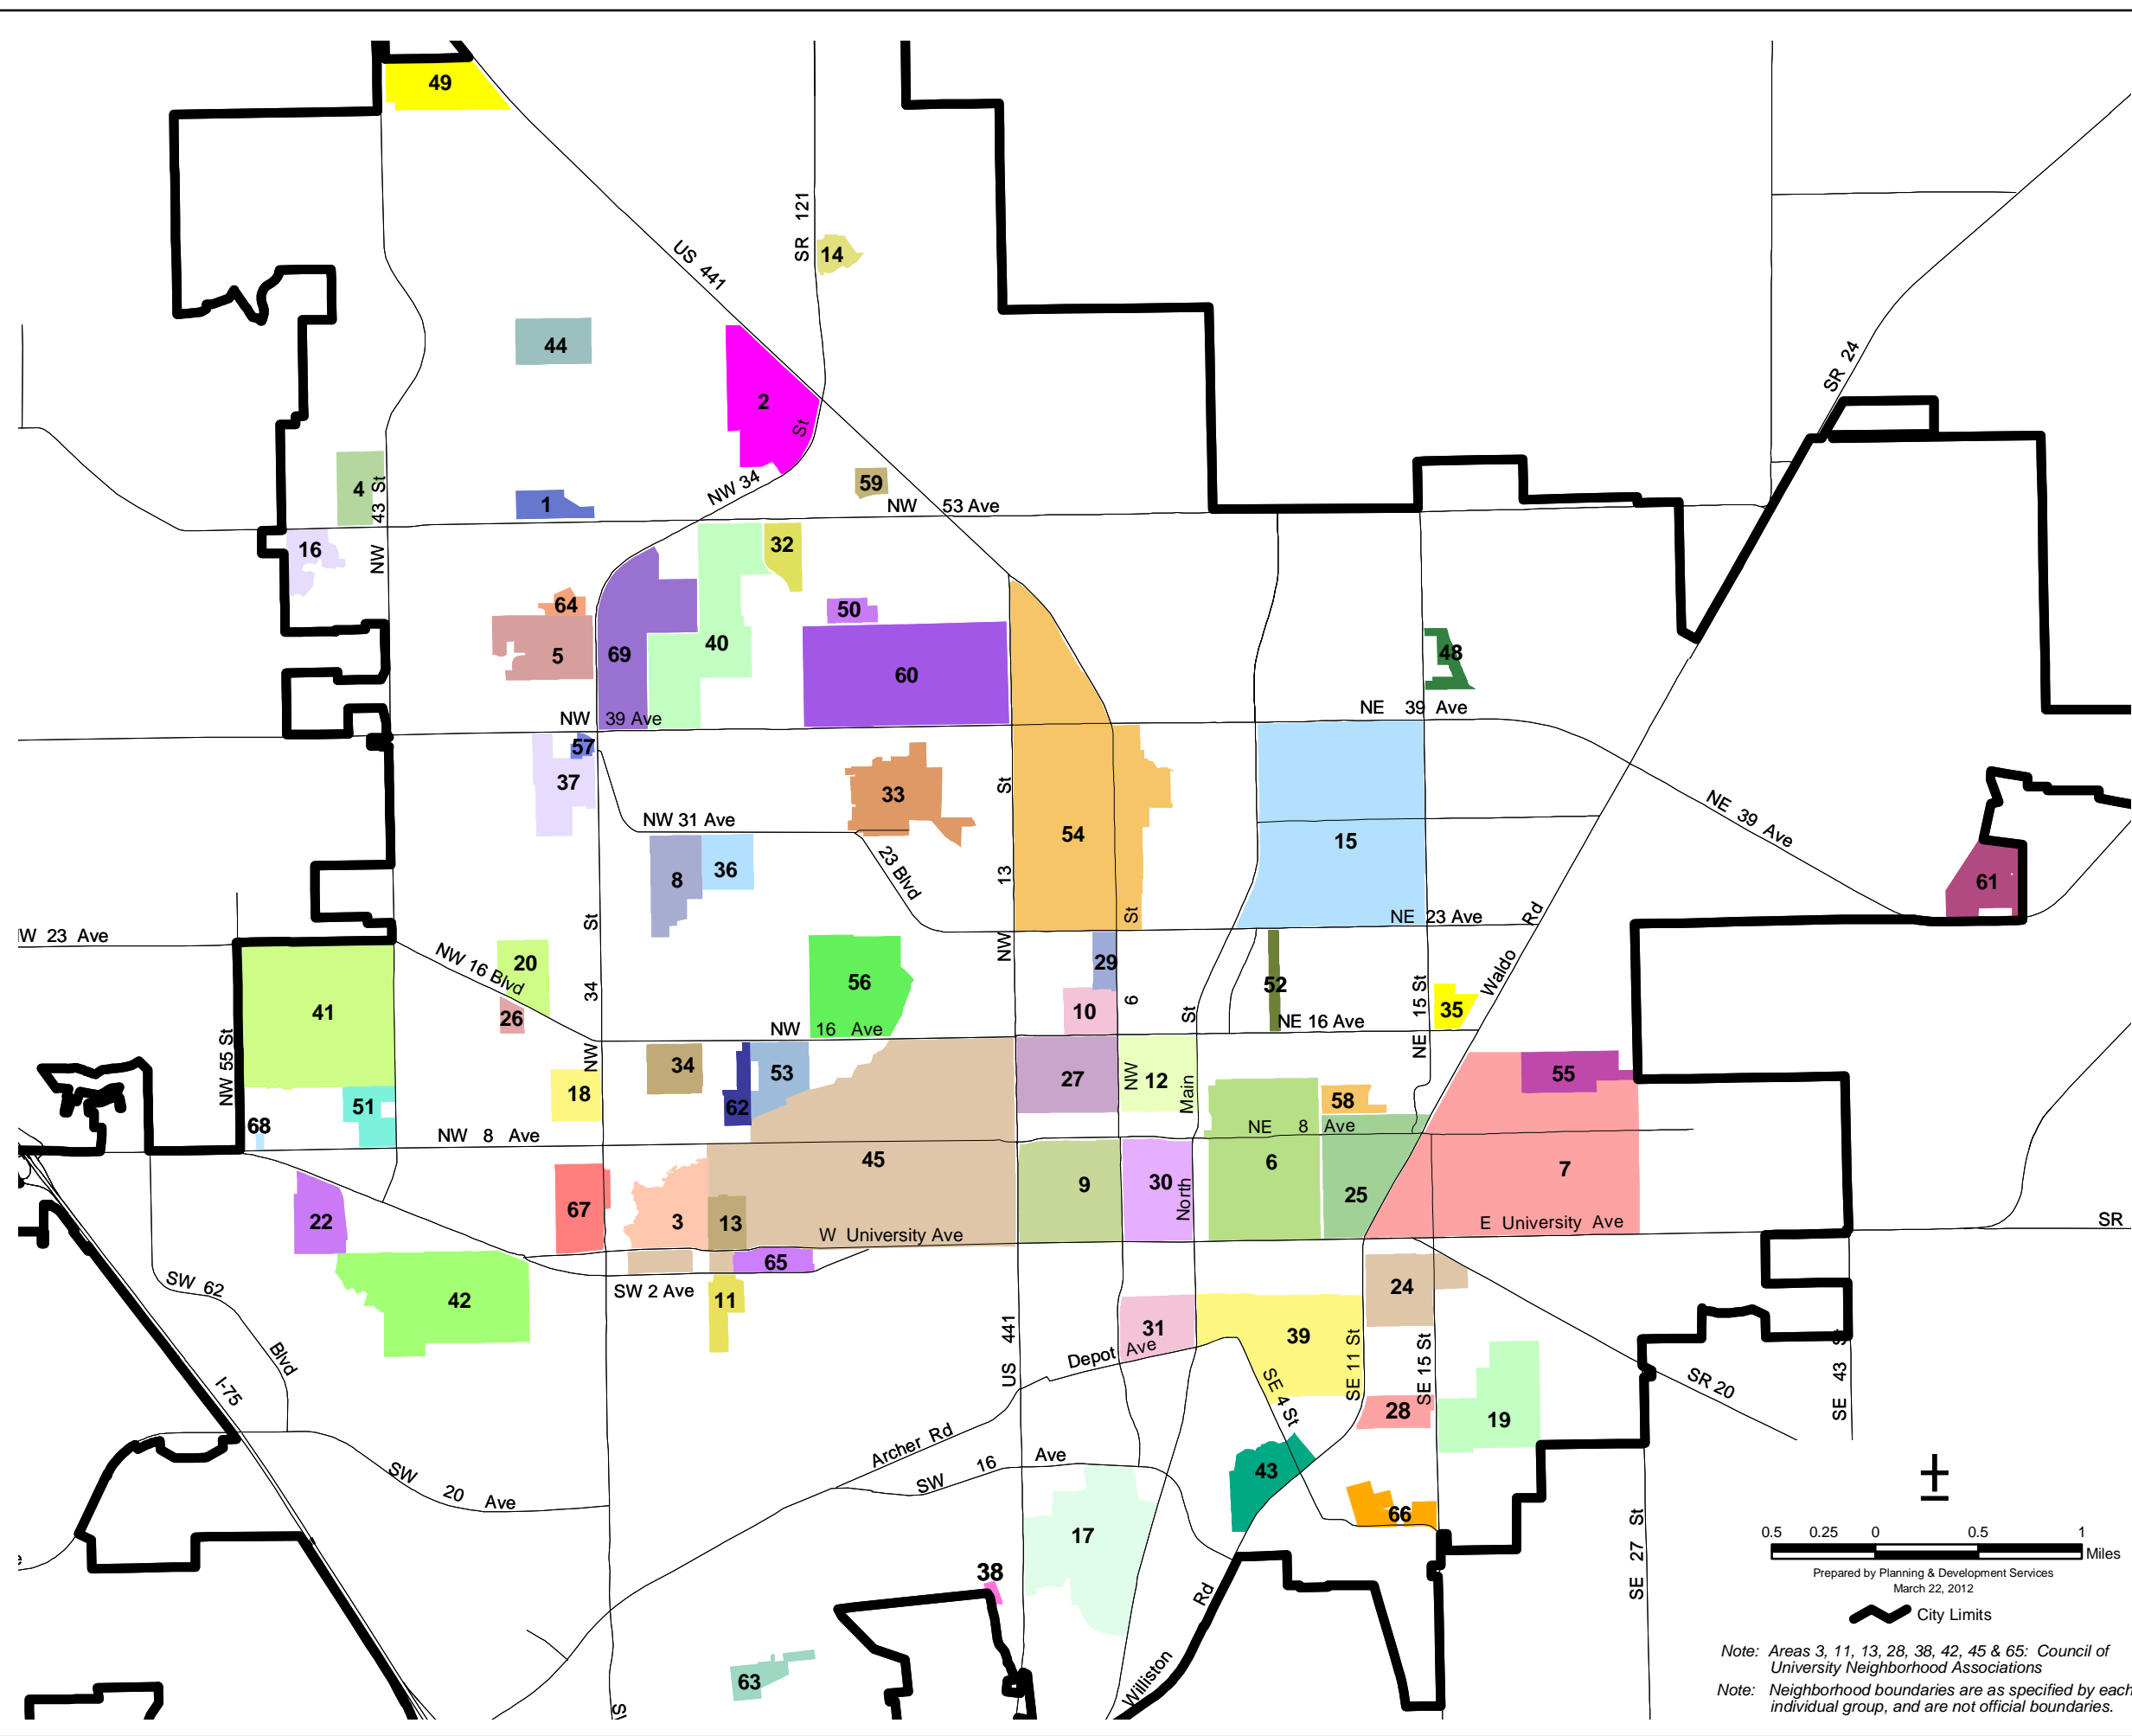 49
SR 121
14
US 441
44
2
St
SR 24
4
NW 43 St
1
NW 34
59
NW 53 Ave
16
32
64
50
5
69
40
60
48
NW 39 Ave
NE 39 Ave
57
37
33
NW 31 Ave
13 St
54
15
NE 39 Ave
8
36
23 Blvd
61
NE 23 Ave
St
W 23 Ave
NW 16 Blvd
20
34 St
NW
29
52
Waldo Rd
41
26
56
10
6
St
NE 15 St
35
NW 16 Ave
NE 16 Ave
NW 55 St
NW
34
53
27
NW
12
Main
55
18
62
58
51
68
NW 8 Ave
NE 8 Ave
45
6
7
9
30
North
25
67
3
13
22
W University Ave
E University Ave
SR
65
SW 62 Blvd
SW 2 Ave
11
42
24
31
39
Depot Ave
US 441
SE 11 St
SE 15 St
SE 43 St
I-75
SE 4 St
SR 20
28
19
Archer Rd
SW 16 Ave
43
SW 20 Ave
66
17
SE 27 St
0.5 0.25 0 0.5 1
Miles
38
Prepared by Planning & Development Services
March 22, 2012
Rd
City Limits
63
Williston
Note: Areas 3, 11, 13, 28, 38, 42, 45 & 65: Council of
University Neighborhood Associations
Note: Neighborhood boundaries are as specified by each
individual group, and are not official boundaries.